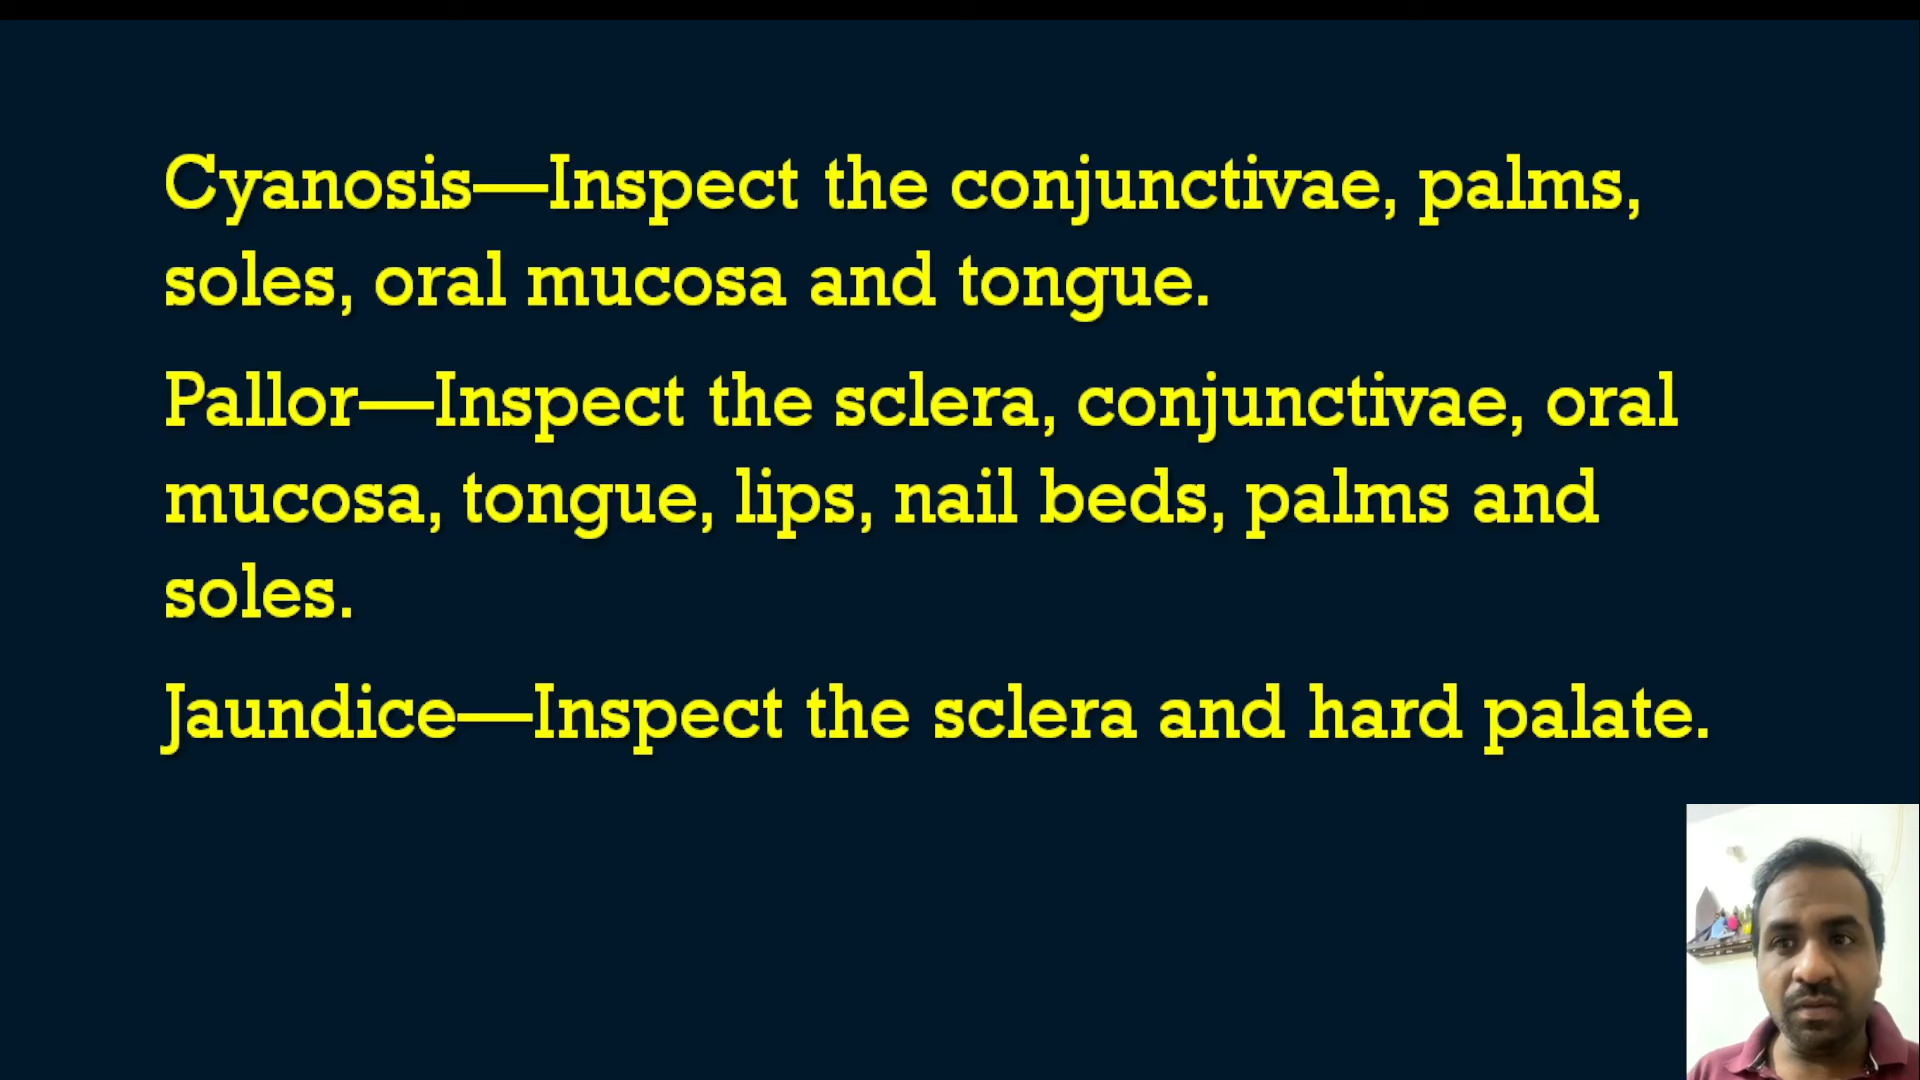 Cyanosis—Inspect the conjunctivae, palms,
soles, oral mucosa and tongue.
Pallor—Inspect the sclera, conjunctivae, oral
mucosa, tongue, lips, nail beds, palms and
soles.
Jaundice—Inspect the sclera and hard palate.